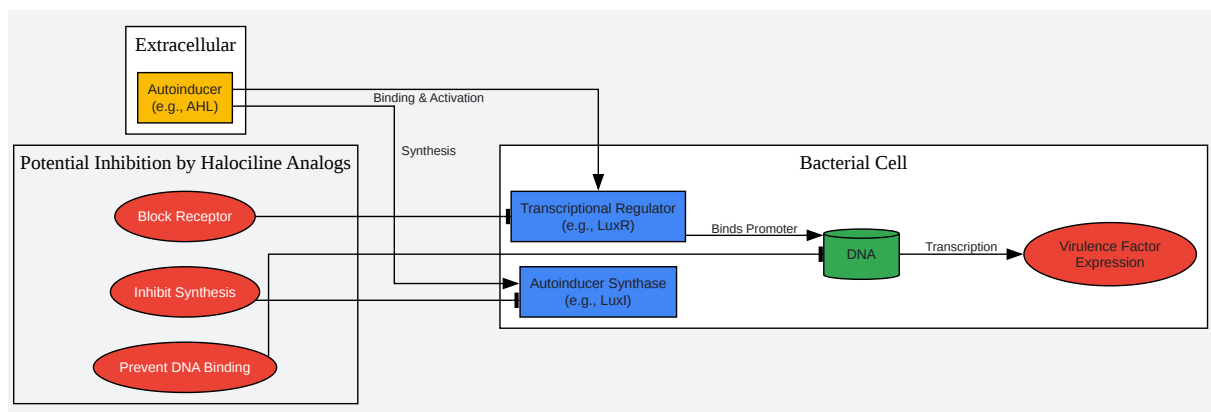 Extracellular
Autoinducer
(e.g., AHL)
Binding & Activation
Synthesis
Potential Inhibition by Halociline Analogs
Block Receptor
Inhibit Synthesis
Prevent DNA Binding
Bacterial Cell
Transcriptional Regulator
(e.g., LuxR)
Binds Promoter
DNA
Transcription
Virulence Factor
Expression
Autoinducer Synthase
(e.g., LuxI)